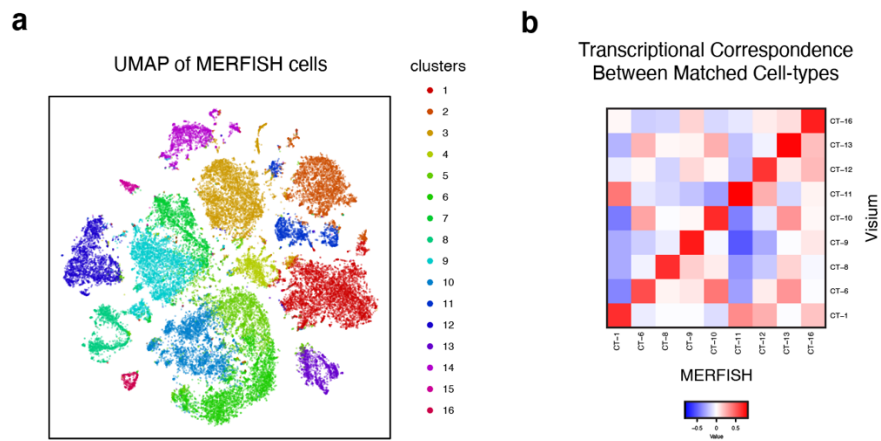 a
UMAP of MERFISH cells
clusters
1
2
3
4
5
6
7
8
9
10
11
12
13
14
15
16
b
Transcriptional Correspondence
Between Matched Cell-types
CT-16
CT-13
CT-12
CT-11
CT-10
CT-9
CT-8
CT-6
CT-1
Visium
CT-1
CT-6
CT-8
CT-9
CT-10
CT-11
CT-12
CT-13
CT-16
MERFISH
-0.5 0 0.5
Value